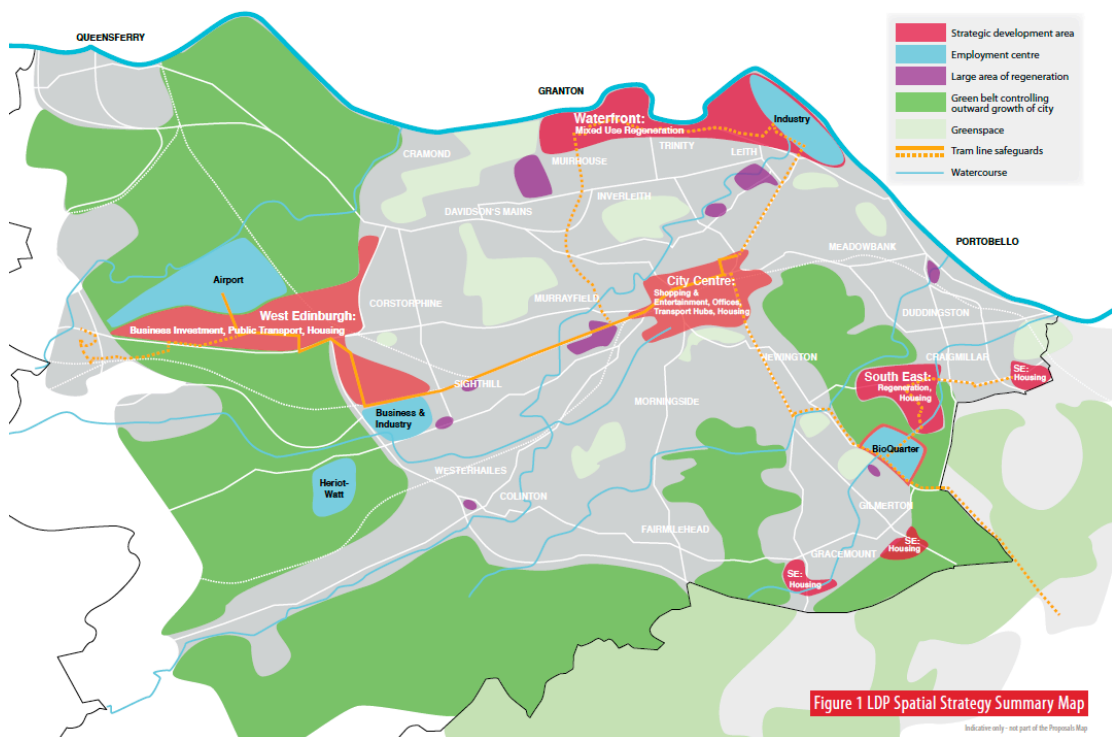 QUEENSFERRY
Strategic development area
Employment centre
Large area of regeneration
Green belt controlling
outward growth of city
Greenspace
Tram line safeguards
Watercourse
GRANTON
Waterfront:
Mixed Use Regeneration
Industry
CRAMOND
MUIRROUSE
TRINITY
LEITH
INVERLEITH
DAVIDSON'S MAINS
PORTOBELLO
MEADOWBANK
Airport
City Centre:
Shopping &
Entertainment, Offices,
Transport Hubs, Housing
CORSTORPHINE
MURRAYFIELD
West Edinburgh:
Business Investment, Public Transport, Housing
DUDDINGSTON
NEWINGTON
CRAIGMILLAR
SE:
Housing
South East:
Regeneration,
Housing
SIGHTHILL
MORNINGSIDE
Business &
Industry
BioQuarter
WESTERHAILES
Heriot-
Watt
COLINTON
GILMERTON
FAIRMILEHEAD
SE:
Housing
GRACEMOUNT
SE:
Housing
Figure 1 LDP Spatial Strategy Summary Map
Indicative only - not part of the Proposals Map